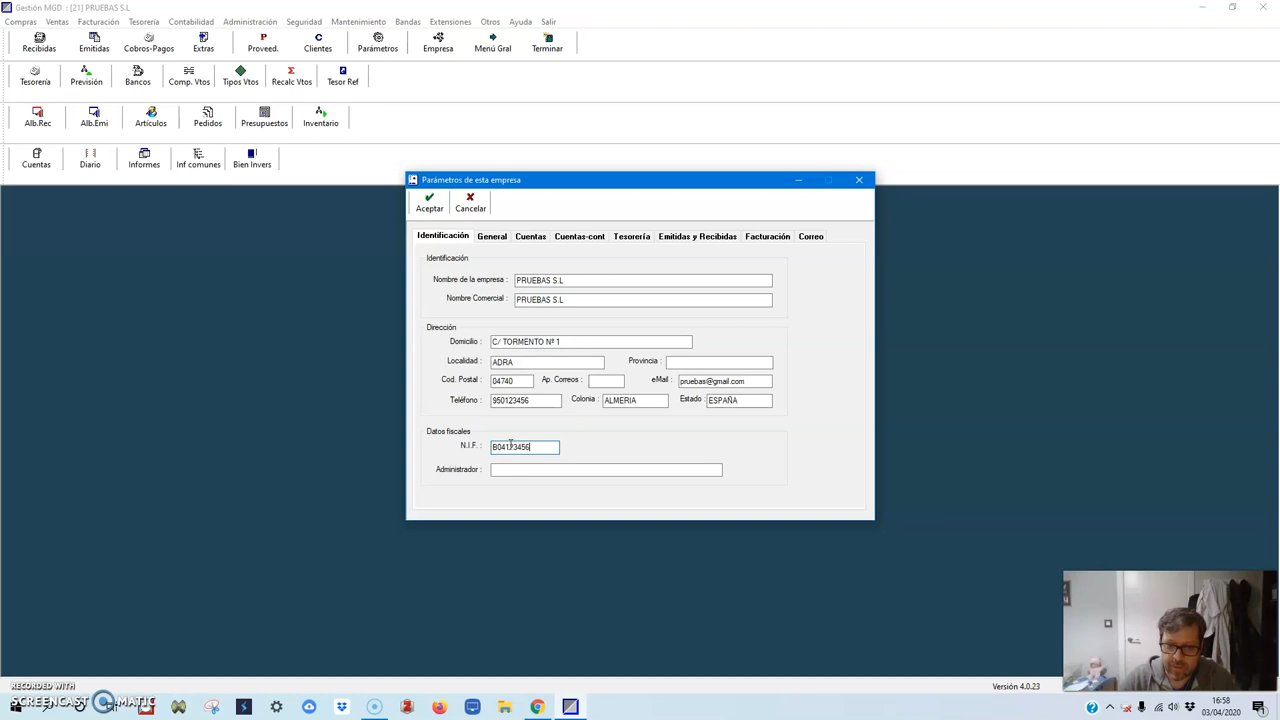 Gestión MGD : [21] PRUEBAS S.L
Compras Ventas Facturación Tesorería Contabilidad Administración Seguridad Mantenimiento Bandas Extensiones Otros Ayuda Salir
Recibidas Emitidas Cobros-Pagos Extras Proveed. Clientes Parámetros Empresa Menú Gral Terminar
Tesorería Previsión Bancos Comp. Vtos Tipos Vtos Recalc Vtos Tesor Ref
Alb.Rec Alb.Emi Artículos Pedidos Presupuestos Inventario
Cuentas Diario Informes Inf comunes Bien Invers
Parámetros de esta empresa
Aceptar Cancelar
Identificación General Cuentas Cuentas-cont Tesorería Emitidas y Recibidas Facturación Correo
Identificación
Nombre de la empresa : PRUEBAS S.L
Nombre Comercial : PRUEBAS S.L
Dirección
Domicilio : C/ TORMENTO Nº 1
Localidad : ADRA Provincia :
Cod. Postal : 04740 Ap. Correos : eMail : pruebas@gmail.com
Teléfono : 950123456 Colonia : ALMERIA Estado : ESPAÑA
Datos fiscales
N.I.F. : B04123456
Administrador :
Versión 4.0.23
RECORDED WITH
SCREENCAST MATIC
16:58
03/04/2020